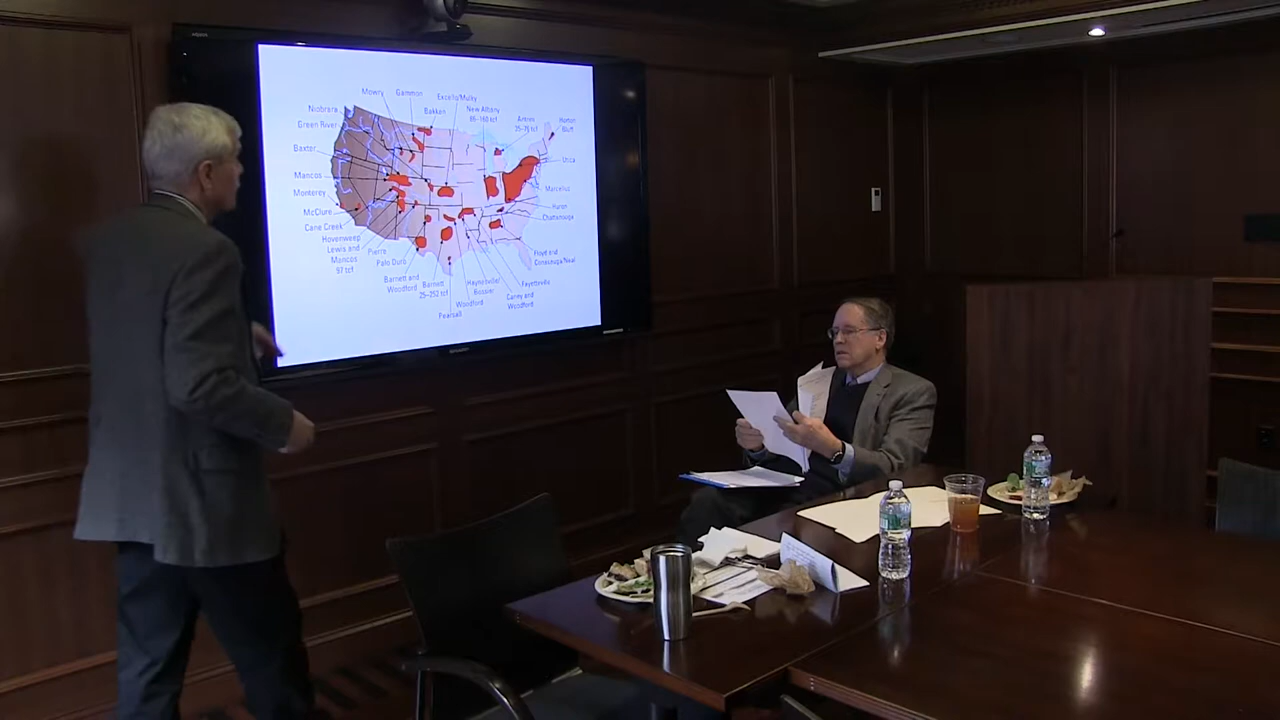 Mowry
Gammon
Excello/Mulky
Bakken
New Albany
86–160 tcf
Antrim
35–76 tcf
Horton
Bluff
Niobrara
Green River
Baxter
Utica
Mancos
Marcellus
Monterey
Huron
McClure
Chattanooga
Cane Creek
Hovenweep
Lewis and
Mancos
97 tcf
Pierre
Palo Duro
Floyd and
Conasauga/Neal
Barnett and
Woodford
Barnett
25–252 tcf
Haynesville/
Bossier
Fayetteville
Woodford
Caney and
Woodford
Pearsall